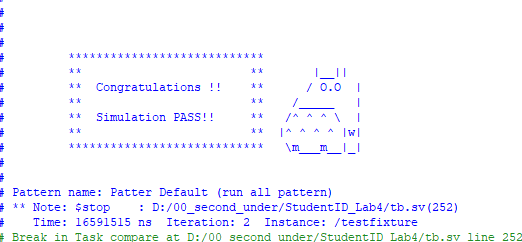 #
#
#
#
#         ****************************
#         **                        **       |__||
#         **  Congratulations !!    **      / O.O  |
#         **                        **    /_____   |
#         **  Simulation PASS!!     **   /^ ^ ^ \  |
#         **                        **  |^ ^ ^ ^ |w|
#         ****************************   \m___m__|_|
#
#
# Pattern name: Patter Default (run all pattern)
# ** Note: $stop    : D:/00_second_under/StudentID_Lab4/tb.sv(252)
#    Time: 16591515 ns  Iteration: 2  Instance: /testfixture
# Break in Task compare at D:/00_second_under/StudentID_Lab4/tb.sv line 252